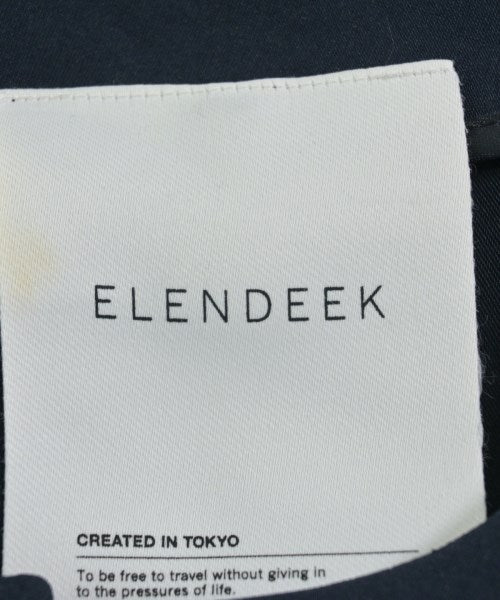 ELENDEEK
CREATED IN TOKYO
To be free to travel without giving in
to the pressures of life.